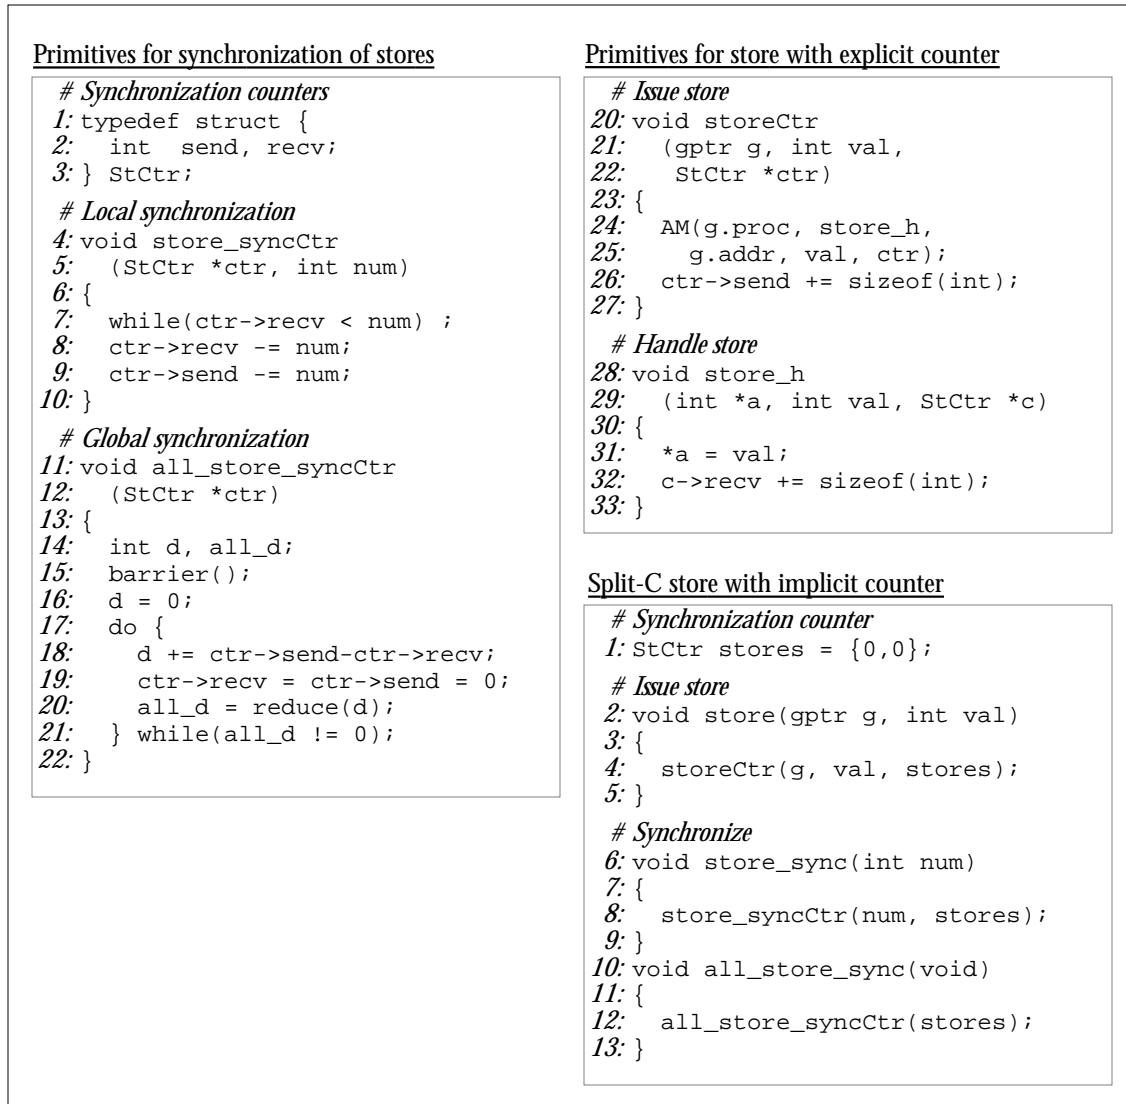 Primitives for synchronization of stores
# Synchronization counters
1: typedef struct {
2:   int  send, recv;
3: } StCtr;
# Local synchronization
4: void store_syncCtr
5:   (StCtr *ctr, int num)
6: {
7:   while(ctr->recv < num) ;
8:   ctr->recv -= num;
9:   ctr->send -= num;
10: }
# Global synchronization
11: void all_store_syncCtr
12:   (StCtr *ctr)
13: {
14:   int d, all_d;
15:   barrier();
16:   d = 0;
17:   do {
18:     d += ctr->send-ctr->recv;
19:     ctr->recv = ctr->send = 0;
20:     all_d = reduce(d);
21:   } while(all_d != 0);
22: }
Primitives for store with explicit counter
# Issue store
20: void storeCtr
21:   (gptr g, int val,
22:    StCtr *ctr)
23: {
24:   AM(g.proc, store_h,
25:     g.addr, val, ctr);
26:   ctr->send += sizeof(int);
27: }
# Handle store
28: void store_h
29:   (int *a, int val, StCtr *c)
30: {
31:   *a = val;
32:   c->recv += sizeof(int);
33: }
Split-C store with implicit counter
# Synchronization counter
1: StCtr stores = {0,0};
# Issue store
2: void store(gptr g, int val)
3: {
4:   storeCtr(g, val, stores);
5: }
# Synchronize
6: void store_sync(int num)
7: {
8:   store_syncCtr(num, stores);
9: }
10: void all_store_sync(void)
11: {
12:   all_store_syncCtr(stores);
13: }